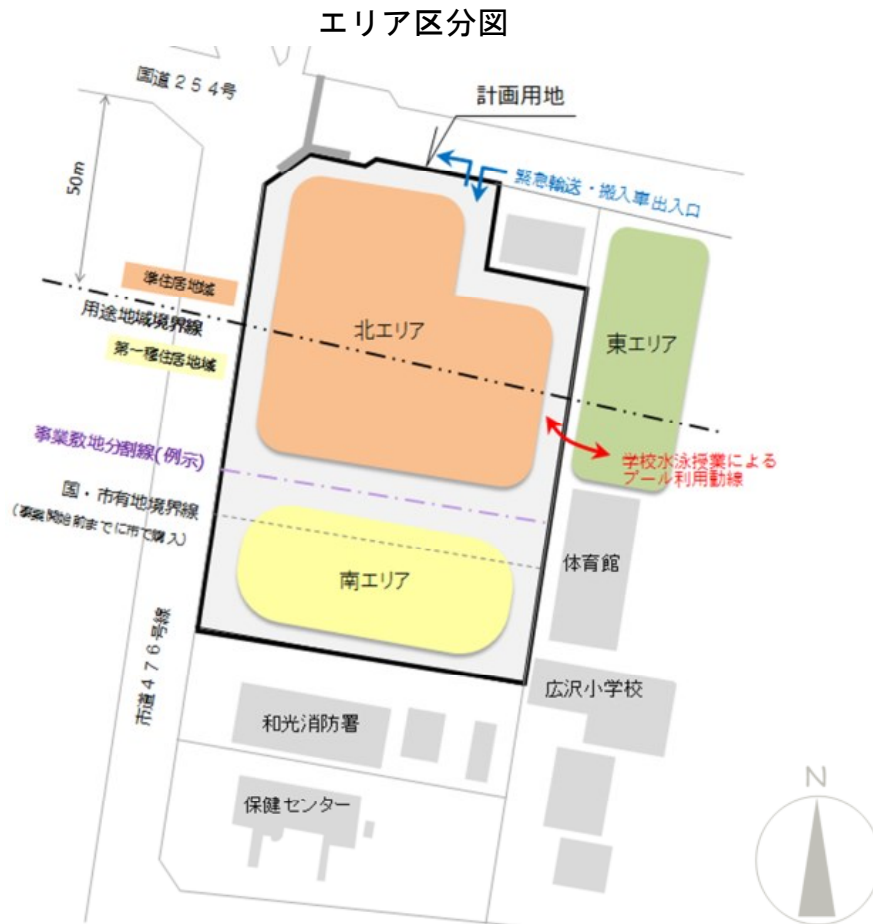 エリア区分図
国道254号
計画用地
緊急輸送・搬入車出入口
50m
準住居地域
用途地域境界線
第一種住居地域
北エリア
東エリア
事業敷地分割線(例示)
学校水泳授業による
プール利用動線
国・市有地境界線
(事業開始前までに市で購入)
体育館
南エリア
市道476号線
広沢小学校
和光消防署
保健センター
N